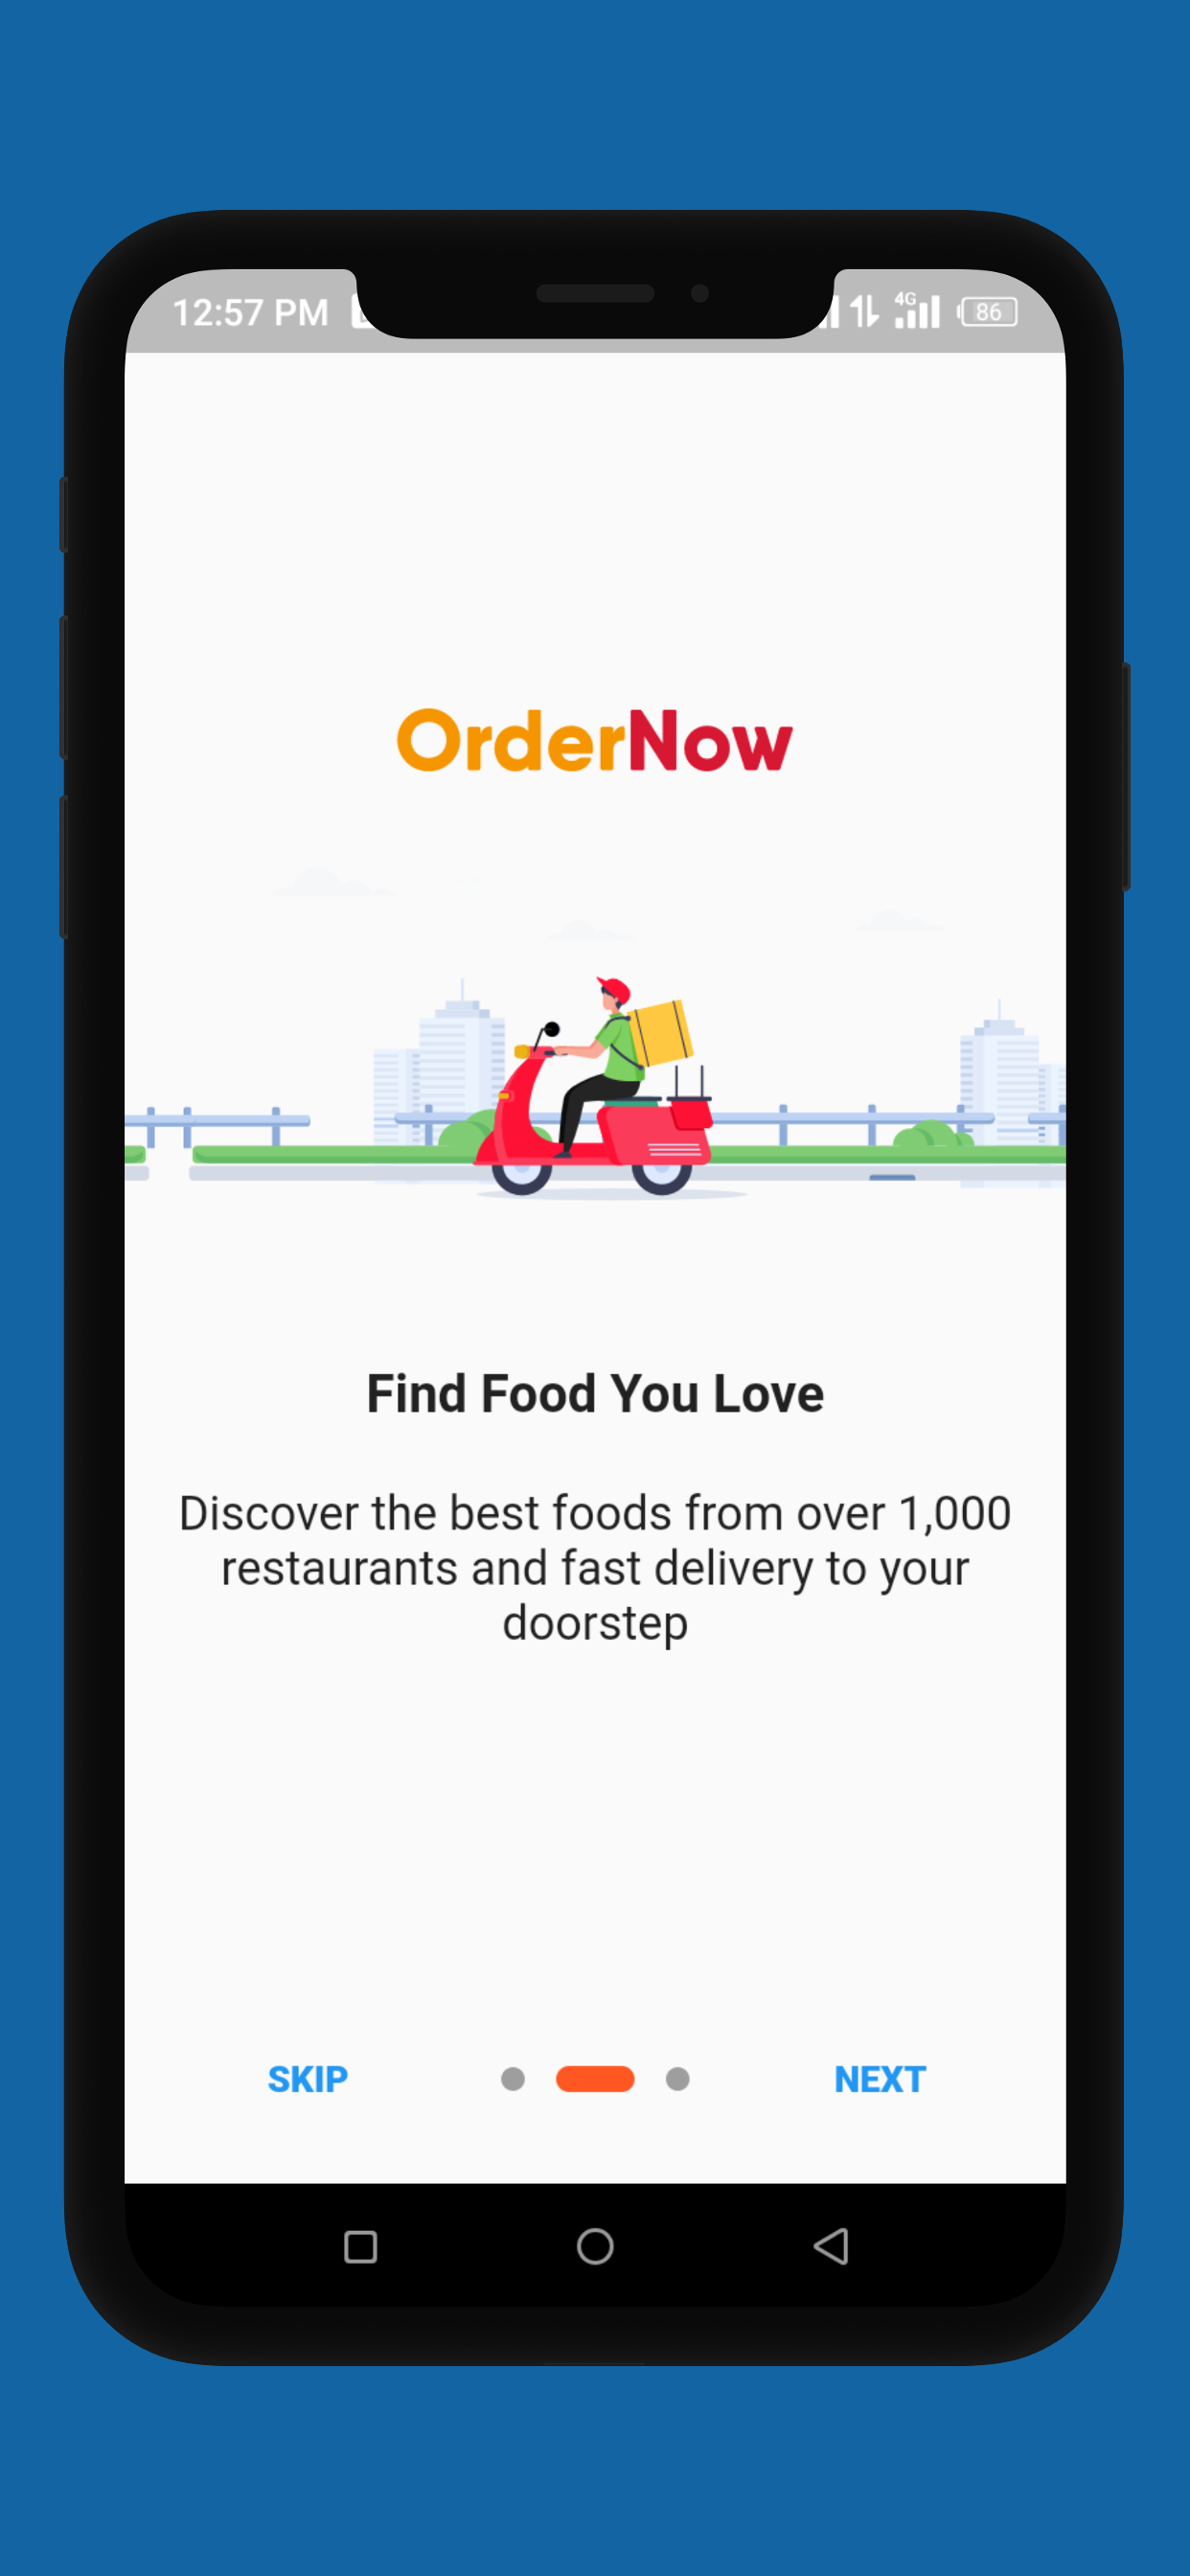 12:57 PM
4G
86
OrderNow
Find Food You Love
Discover the best foods from over 1,000
restaurants and fast delivery to your
doorstep
SKIP
NEXT